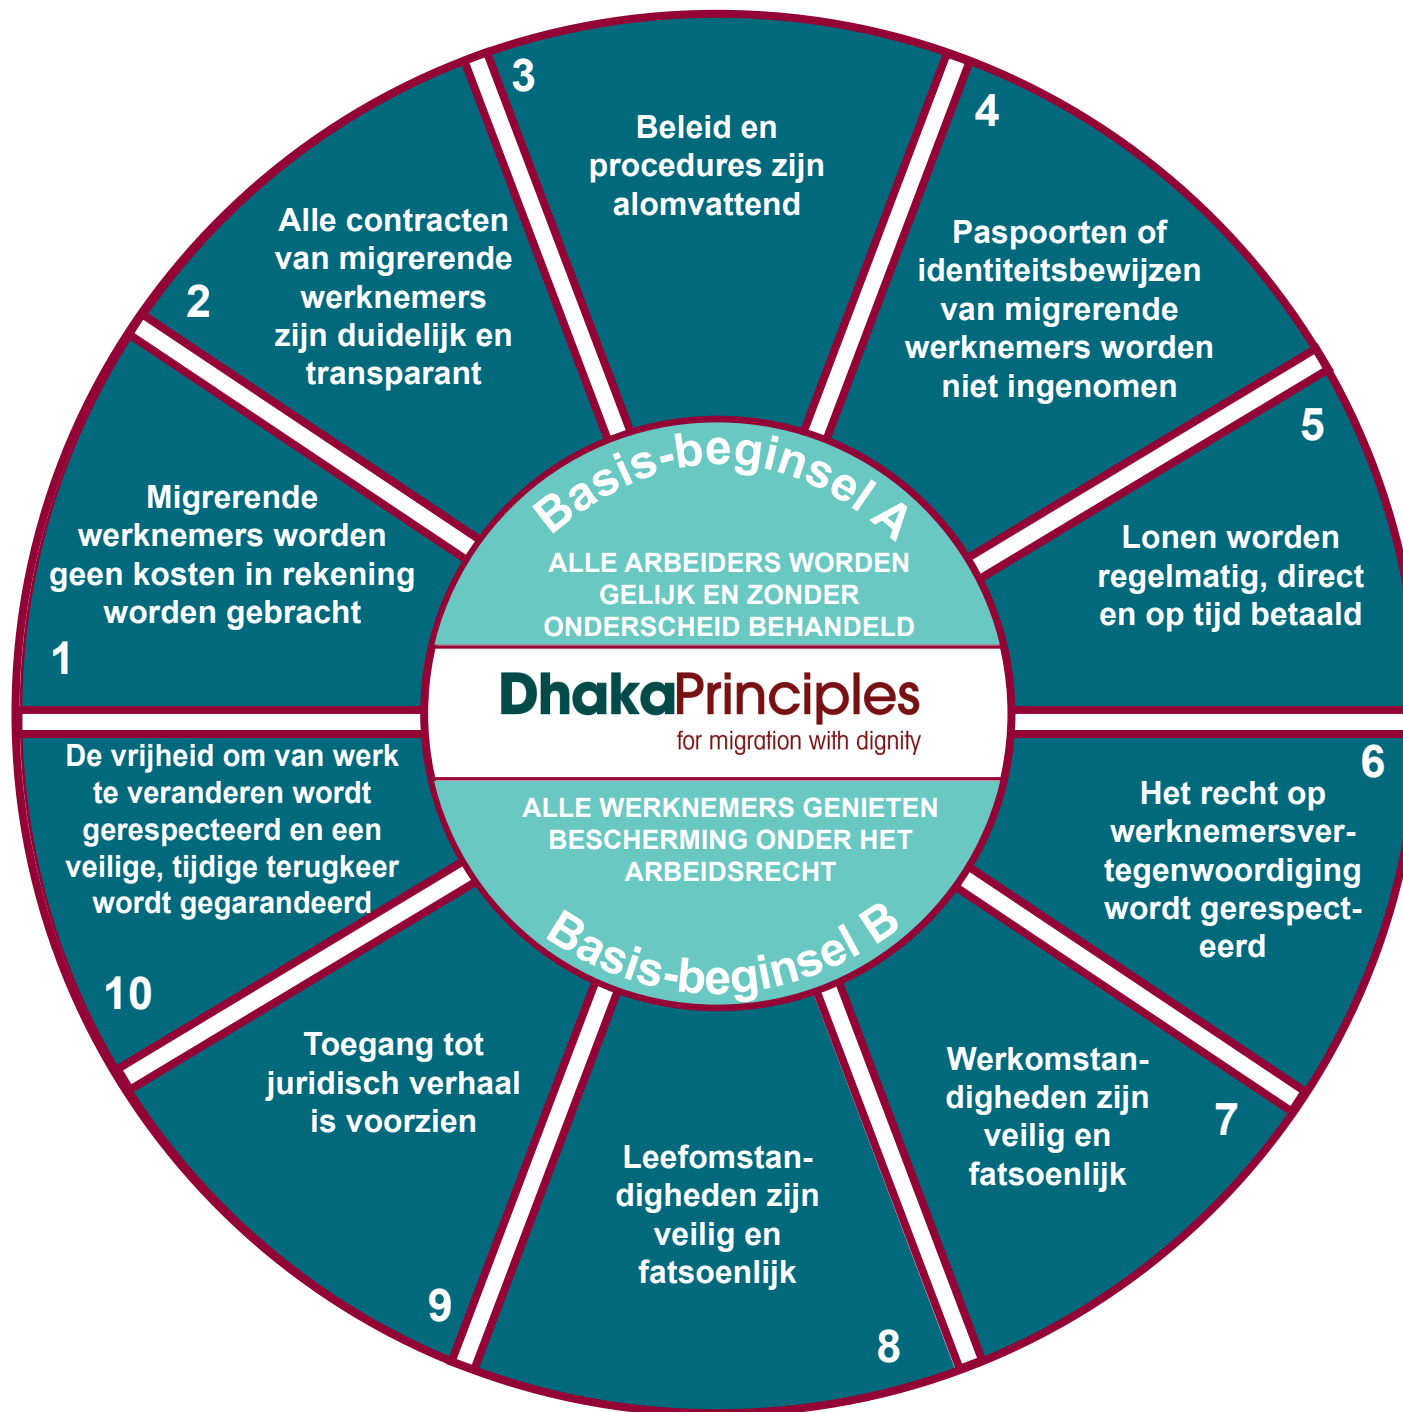 3
Beleid en
procedures zijn
alomvattend
4
Paspoorten of
identiteitsbewijzen
van migrerende
werknemers worden
niet ingenomen
5
Lonen worden
regelmatig, direct
en op tijd betaald
6
Het recht op
werknemersver-
tegenwoordiging
wordt gerespect-
eerd
7
Werkomstan-
digheden zijn
veilig en
fatsoenlijk
8
Leefomstan-
digheden zijn
veilig en
fatsoenlijk
9
Toegang tot
juridisch verhaal
is voorzien
10
De vrijheid om van werk
te veranderen wordt
gerespecteerd en een
veilige, tijdige terugkeer
wordt gegarandeerd
1
Migrerende
werknemers worden
geen kosten in rekening
worden gebracht
2
Alle contracten
van migrerende
werknemers
zijn duidelijk en
transparant
Basis-beginsel A
ALLE ARBEIDERS WORDEN
GELIJK EN ZONDER
ONDERSCHEID BEHANDELD
DhakaPrinciples
for migration with dignity
ALLE WERKNEMERS GENIETEN
BESCHERMING ONDER HET
ARBEIDSRECHT
Basis-beginsel B